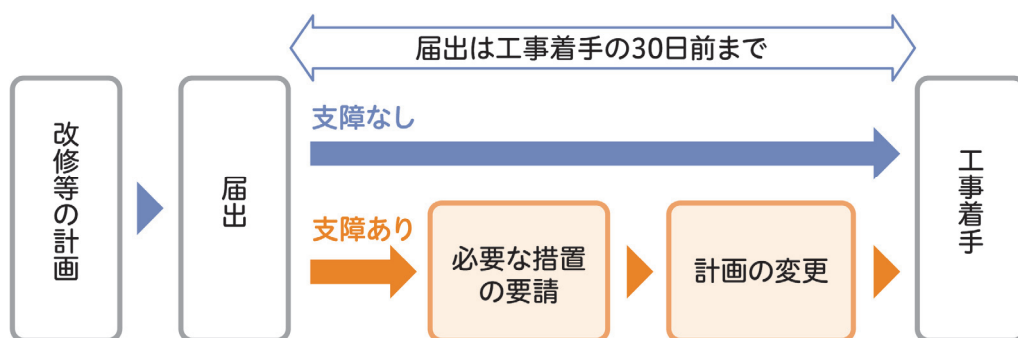 届出は工事着手の30日前まで
改修等の計画
届出
支障なし
支障あり
必要な措置
の要請
計画の変更
工事着手